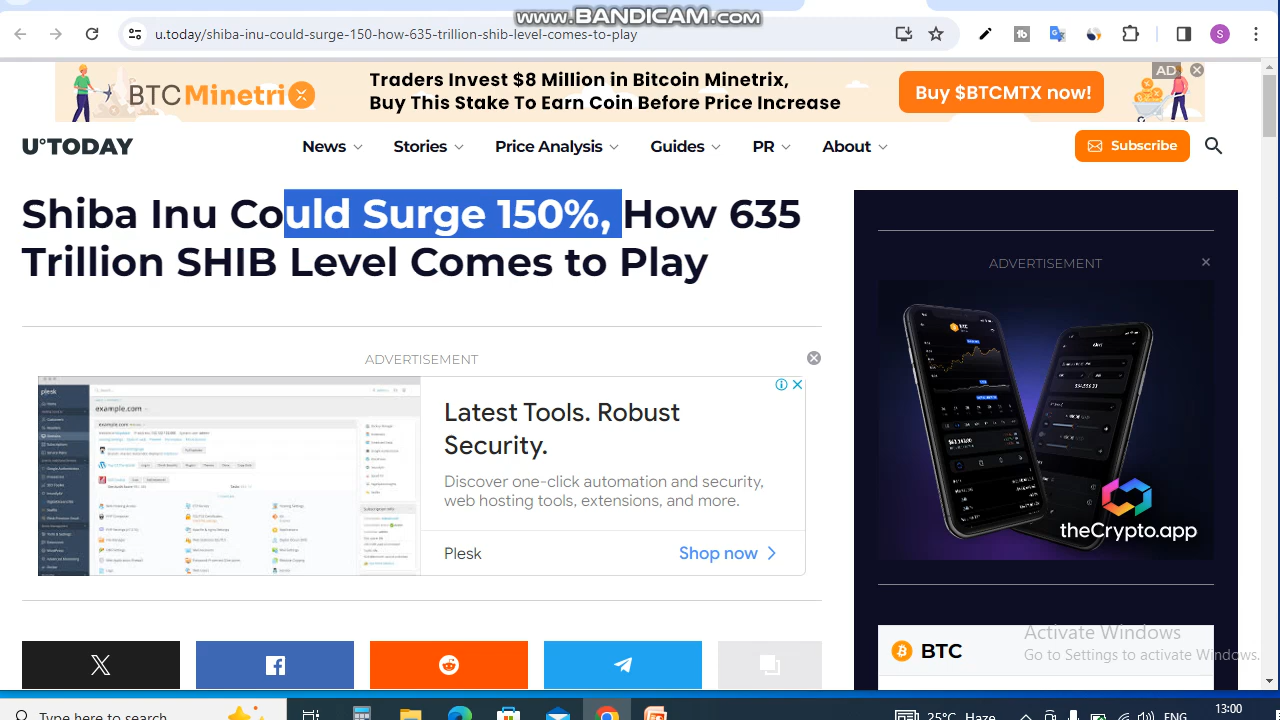 www.BANDICAM.com
u.today/shiba-inu-could-surge-150-how-635-trillion-shib-level-comes-to-play
S
BTCMinetrix
Traders Invest $8 Million in Bitcoin Minetrix,
Buy This Stake To Earn Coin Before Price Increase
Buy $BTCMTX now!
AD
U°TODAY
News
Stories
Price Analysis
Guides
PR
About
Subscribe
Shiba Inu Could Surge 150%, How 635
Trillion SHIB Level Comes to Play
ADVERTISEMENT
plesk
example.com
Latest Tools. Robust
Security.
Discover one-click automation and security,
web hosting tools, extensions, and more.
Plesk
Shop now
ADVERTISEMENT
theCrypto.app
BTC
Activate Windows
Go to Settings to activate Windows.
Type here to search
25°C Haze
ENG
13:00